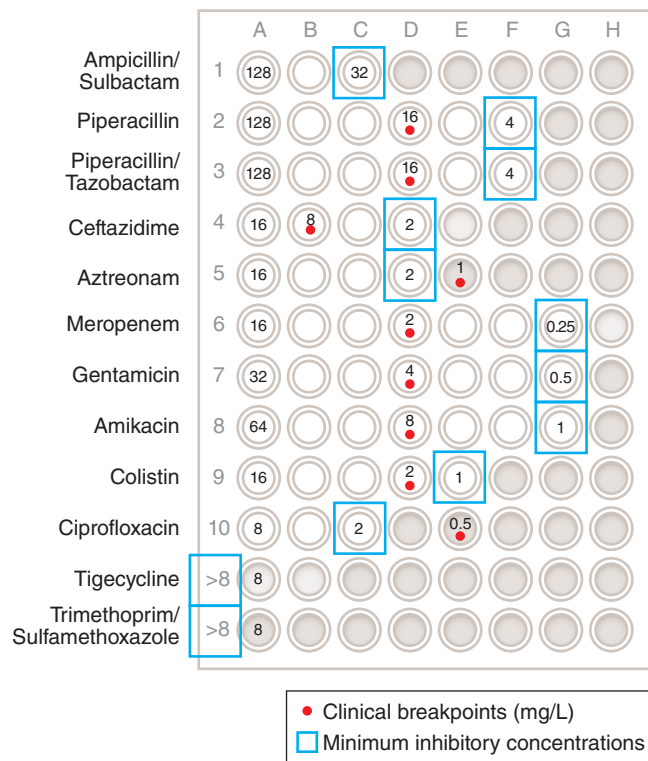 A B C D E F G H
Ampicillin/
Sulbactam 1 128 32
Piperacillin 2 128 16 4
Piperacillin/
Tazobactam 3 128 16 4
Ceftazidime 4 16 8 2
Aztreonam 5 16 2 1
Meropenem 6 16 2 0.25
Gentamicin 7 32 4 0.5
Amikacin 8 64 8 1
Colistin 9 16 2 1
Ciprofloxacin 10 8 2 0.5
Tigecycline >8 8
Trimethoprim/
Sulfamethoxazole >8 8
Clinical breakpoints (mg/L)
Minimum inhibitory concentrations